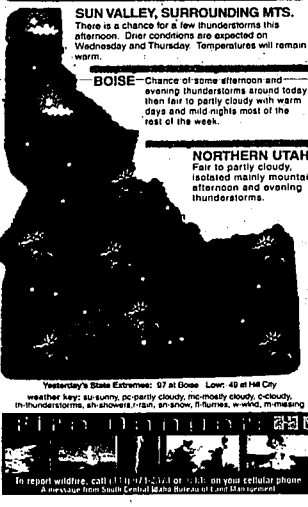 SUN VALLEY, SURROUNDING MTS.
There is a chance for a few thunderstorms this
afternoon. Drier conditions are expected on
Wednesday and Thursday. Temperatures will remain
warm.
BOISE Chance of some afternoon and
evening thunderstorms around today
then fair to partly cloudy with warm
days and mild nights most of the
rest of the week.
NORTHERN UTAH
Fair to partly cloudy,
isolated mainly mountai
afternoon and evening
thunderstorms.
Yesterday's State Extremes: 97 at Boise Low: 49 at Hill City
weather key: su-sunny, pc-partly cloudy, mc-mostly cloudy, c-cloudy,
th-thunderstorms, sh-showers, r-rain, sn-snow, fl-flurries, w-wind, m-missing
Fire Danger:
To report wildfire, call on your cellular phone
A message from South Central Idaho Bureau of Land Management